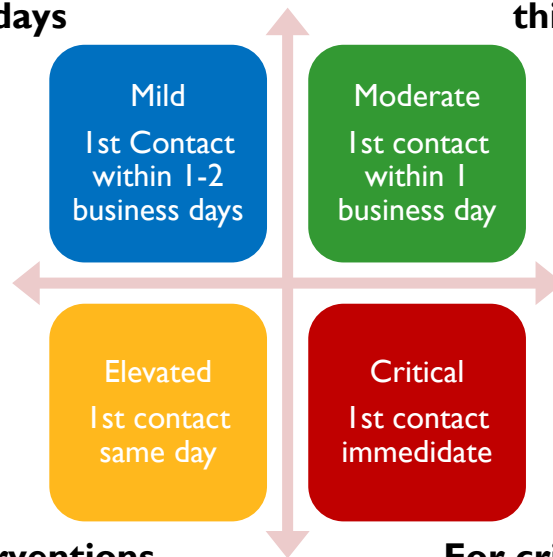 days
thi
Mild
1st Contact
within 1-2
business days
Moderate
1st contact
within 1
business day
Elevated
1st contact
same day
Critical
1st contact
immedidate
erventions
For cri